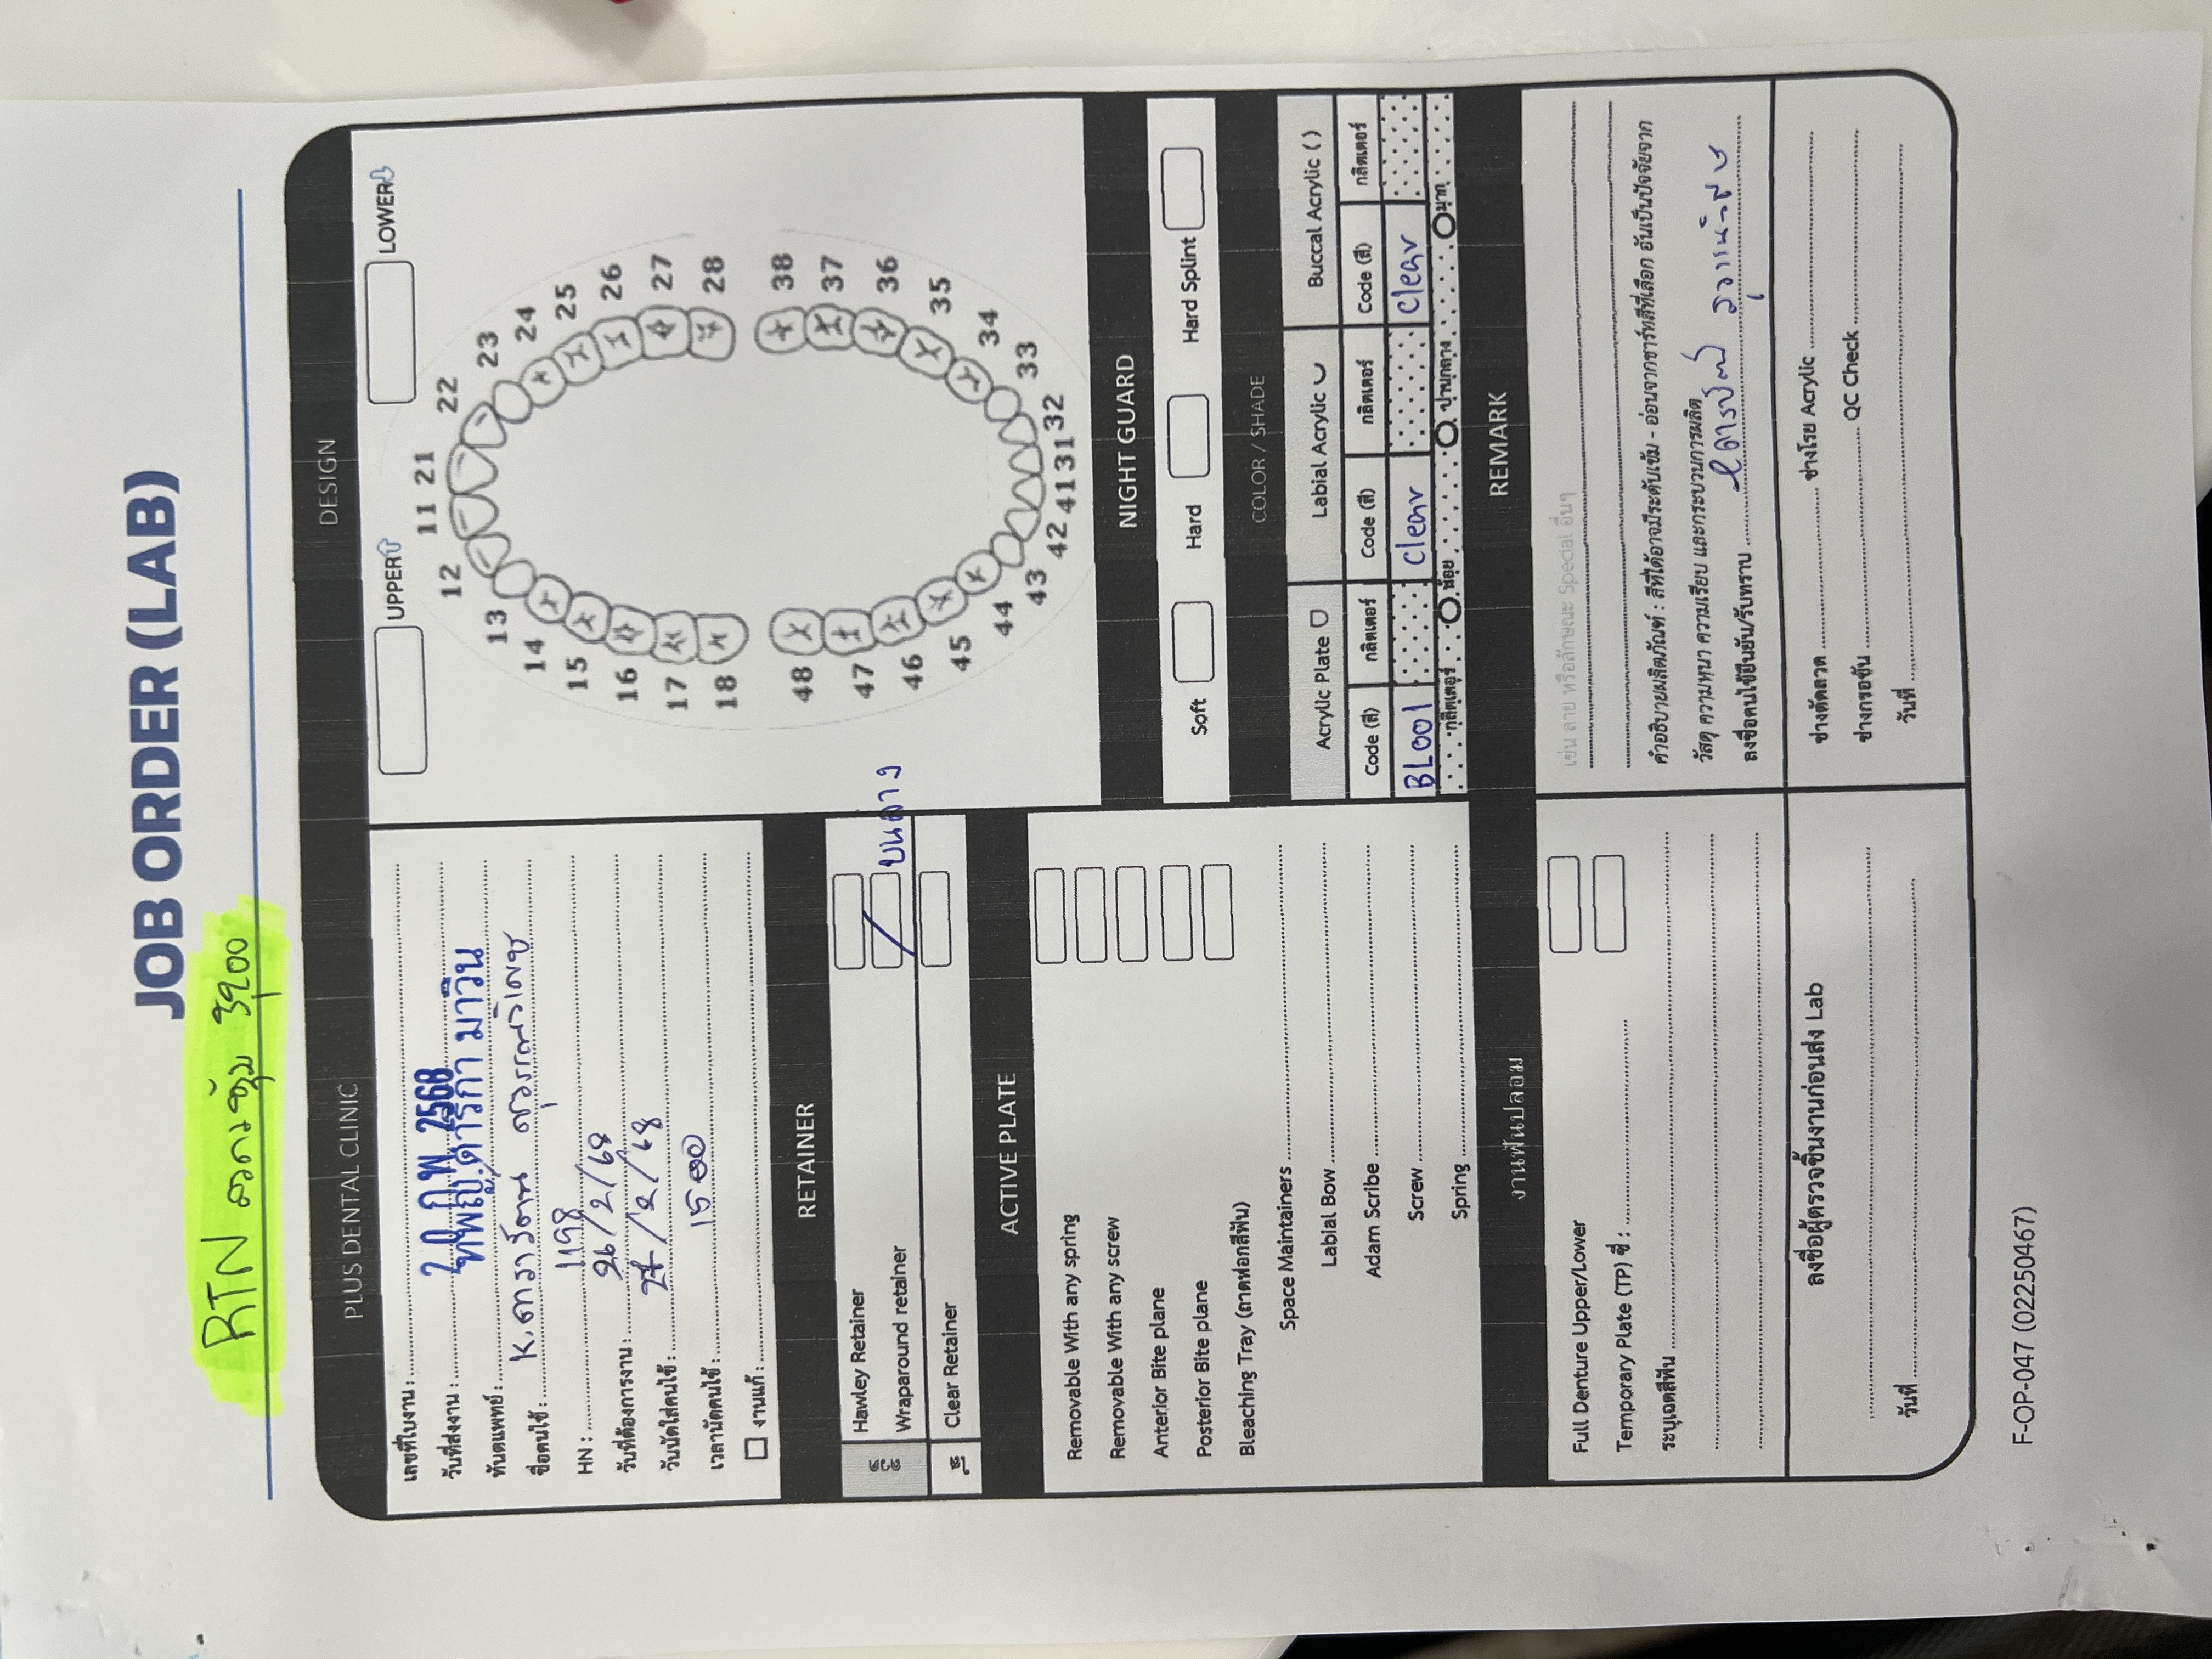 JOB ORDER (LAB)
RTN ลวดหุ้ม 3,900
PLUS DENTAL CLINIC
เลขที่ใบงาน :
วันที่ส่งงาน : 20 ก.พ. 2568
ทันตแพทย์ : ทพญ.ดาริกา มาวิน
ชื่อคนไข้ : K.ดารารัตน์ สุวรรณวิเศษ
HN : 1198
วันที่ต้องการงาน : 26/2/68
วันนัดใส่คนไข้ : 27/2/68
เวลานัดคนไข้ : 1500
งานแก้ :
DESIGN
UPPER
LOWER
11 21
12 22
13 23
14 24
15 25
16 26
17 27
18 28
48 38
47 37
46 36
45 35
44 34
43 33
42 41 31 32
RETAINER
ลวด
Hawley Retainer
Wraparound retainer / บนล่าง
ใส
Clear Retainer
ACTIVE PLATE
Removable With any spring
Removable With any screw
Anterior Bite plane
Posterior Bite plane
Bleaching Tray (ถาดฟอกสีฟัน)
Space Maintainers
Labial Bow
Adam Scribe
Screw
Spring
NIGHT GUARD
Soft Hard Hard Splint
COLOR / SHADE
Acrylic Plate Labial Acrylic Buccal Acrylic ( )
Code (สี) กลิตเตอร์ Code (สี) กลิตเตอร์ Code (สี) กลิตเตอร์
BL001 Clear Clear
กลิตเตอร์ น้อย ปานกลาง มาก
งานฟันปลอม
Full Denture Upper/Lower
Temporary Plate (TP) ซี่ :
ระบุเฉดสีฟัน
REMARK
เช่น ลาย หรือลักษณะ Special อื่นๆ
คำอธิบายผลิตภัณฑ์ : สีที่ได้อาจมีระดับเข้ม - อ่อนจากชาร์ทสีที่เลือก อันเป็นปัจจัยจาก
วัสดุ ความหนา ความเรียบ และกระบวนการผลิต
ลงชื่อคนไข้ยืนยัน/รับทราบ
ลงชื่อผู้ตรวจชิ้นงานก่อนส่ง Lab
วันที่
ช่างดัดลวด ช่างโรย Acrylic
ช่างกรอขัน QC Check
วันที่
F-OP-047 (02250467)